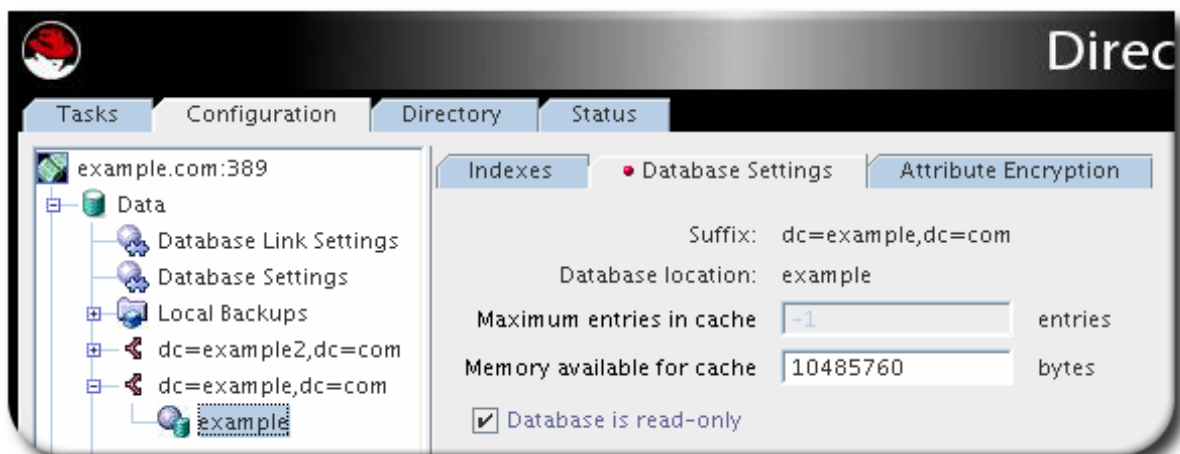 Direc
Tasks Configuration Directory Status
example.com:389
Data
Database Link Settings
Database Settings
Local Backups
dc=example2,dc=com
dc=example,dc=com
example
Indexes Database Settings Attribute Encryption
Suffix: dc=example,dc=com
Database location: example
Maximum entries in cache -1 entries
Memory available for cache 10485760 bytes
Database is read-only